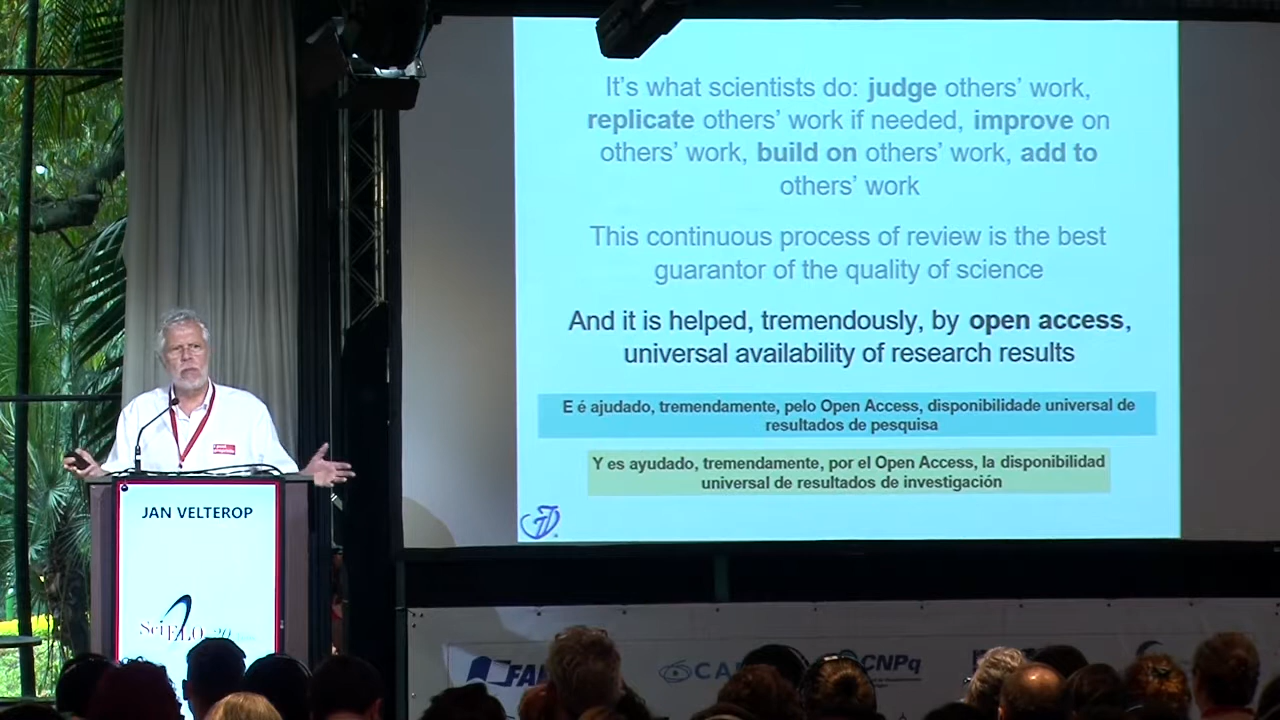 It's what scientists do: judge others' work,
replicate others' work if needed, improve on
others' work, build on others' work, add to
others' work
This continuous process of review is the best
guarantor of the quality of science
And it is helped, tremendously, by open access,
universal availability of research results
E é ajudado, tremendamente, pelo Open Access, disponibilidade universal de
resultados de pesquisa
Y es ayudado, tremendamente, por el Open Access, la disponibilidad
universal de resultados de investigación
JAN VELTEROP
SciELO 20
CNPq